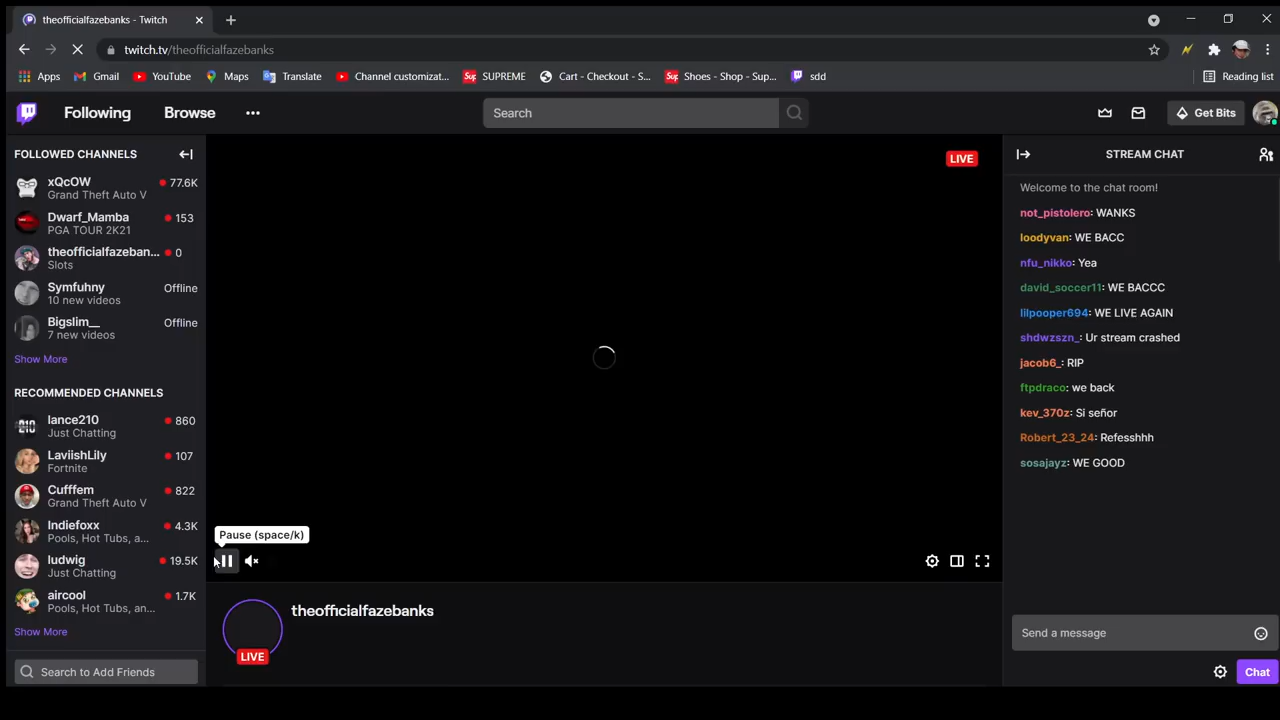 theofficialfazebanks - Twitch
twitch.tv/theofficialfazebanks
Apps Gmail YouTube Maps Translate Channel customizat... Sup SUPREME Cart - Checkout – S... Sup Shoes - Shop - Sup... sdd Reading list
Following Browse Search Get Bits
FOLLOWED CHANNELS
xQcOW 77.6K
Grand Theft Auto V
Dwarf_Mamba 153
PGA TOUR 2K21
theofficialfazeban... 0
Slots
Symfuhny Offline
10 new videos
Bigslim__ Offline
7 new videos
Show More
RECOMMENDED CHANNELS
210 lance210 860
Just Chatting
LaviishLily 107
Fortnite
Cufffem 822
Grand Theft Auto V
Indiefoxx 4.3K
Pools, Hot Tubs, a...
ludwig 19.5K
Just Chatting
aircool 1.7K
Pools, Hot Tubs, an...
Show More
Search to Add Friends
LIVE
Pause (space/k)
theofficialfazebanks
LIVE
STREAM CHAT
Welcome to the chat room!
not_pistolero: WANKS
loodyvan: WE BACC
nfu_nikko: Yea
david_soccer11: WE BACCC
lilpooper694: WE LIVE AGAIN
shdwzszn_: Ur stream crashed
jacob6_: RIP
ftpdraco: we back
kev_370z: Si señor
Robert_23_24: Refesshhh
sosajayz: WE GOOD
Send a message
Chat